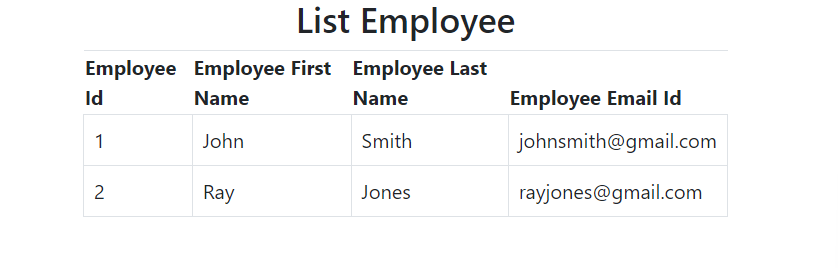 List Employee
Employee Id Employee First Name Employee Last Name Employee Email Id
1 John Smith johnsmith@gmail.com
2 Ray Jones rayjones@gmail.com